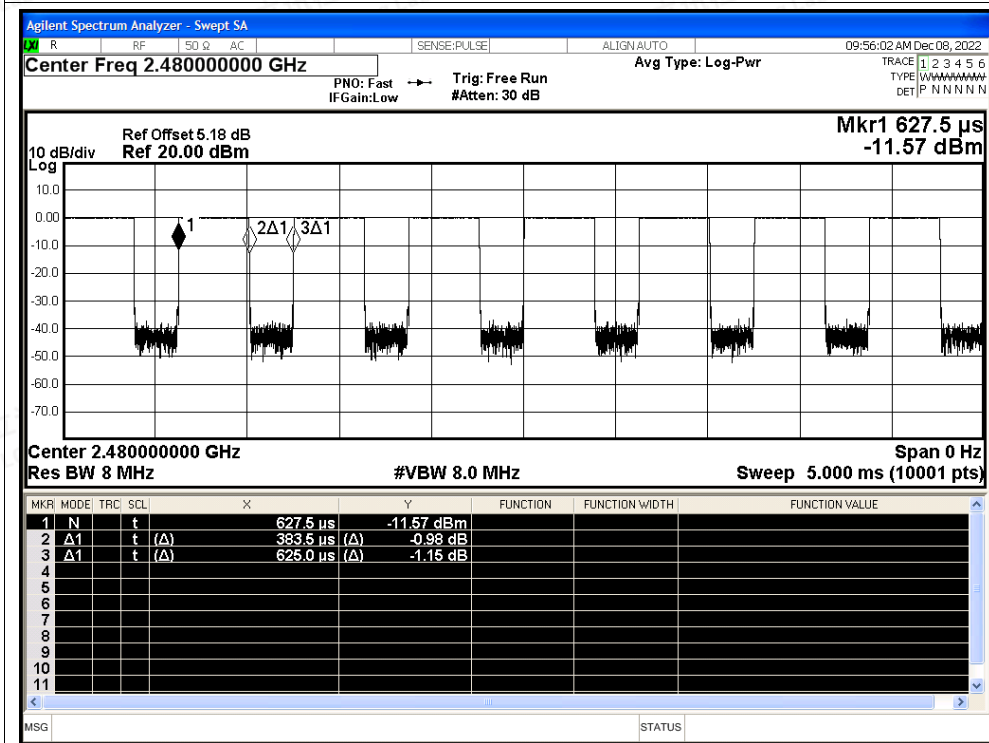 Agilent Spectrum Analyzer - Swept SA
LXI R RF 50 Ω AC SENSE:PULSE ALIGN AUTO 09:56:02 AM Dec 08, 2022
Center Freq 2.480000000 GHz Avg Type: Log-Pwr TRACE 1 2 3 4 5 6
PNO: Fast Trig: Free Run TYPE WWWWWW
IFGain:Low #Atten: 30 dB DET P N N N N N
Mkr1 627.5 µs
Ref Offset 5.18 dB
10 dB/div Ref 20.00 dBm -11.57 dBm
Log
10.0
0.00
1 2Δ1 3Δ1
-10.0
-20.0
-30.0
-40.0
-50.0
-60.0
-70.0
Center 2.480000000 GHz Span 0 Hz
Res BW 8 MHz #VBW 8.0 MHz Sweep 5.000 ms (10001 pts)
MKR MODE TRC SCL X Y FUNCTION FUNCTION WIDTH FUNCTION VALUE
1 N t 627.5 µs -11.57 dBm
2 Δ1 t (Δ) 383.5 µs (Δ) -0.98 dB
3 Δ1 t (Δ) 625.0 µs (Δ) -1.15 dB
4
5
6
7
8
9
10
11
MSG STATUS